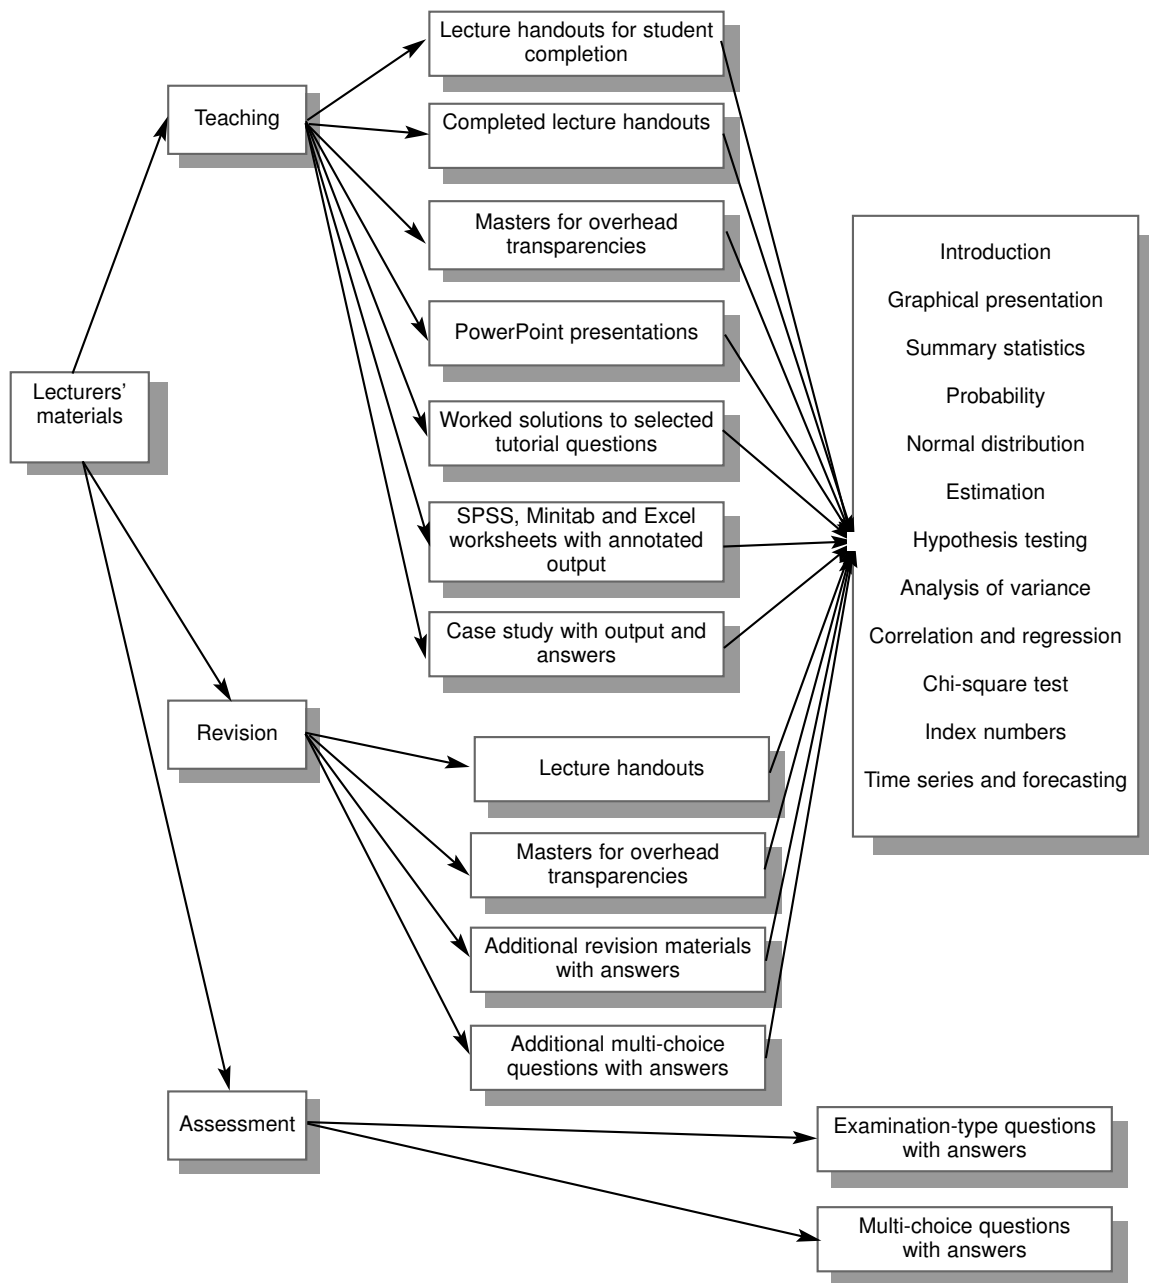 Lecturers’
materials
Teaching
Lecture handouts for student
completion
Completed lecture handouts
Masters for overhead
transparencies
PowerPoint presentations
Worked solutions to selected
tutorial questions
SPSS, Minitab and Excel
worksheets with annotated
output
Case study with output and
answers
Revision
Lecture handouts
Masters for overhead
transparencies
Additional revision materials
with answers
Additional multi-choice
questions with answers
Introduction
Graphical presentation
Summary statistics
Probability
Normal distribution
Estimation
Hypothesis testing
Analysis of variance
Correlation and regression
Chi-square test
Index numbers
Time series and forecasting
Assessment
Examination-type questions
with answers
Multi-choice questions
with answers